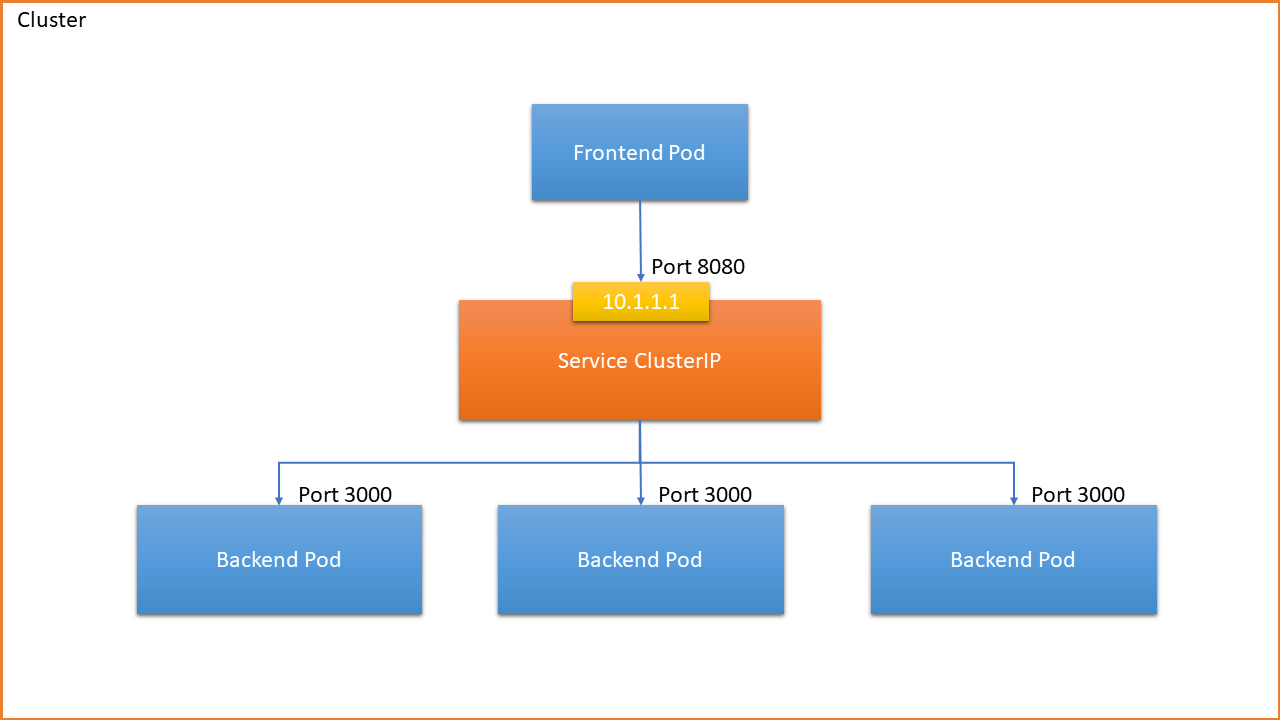 Cluster
Frontend Pod
Port 8080
10.1.1.1
Service ClusterIP
Port 3000
Port 3000
Port 3000
Backend Pod
Backend Pod
Backend Pod